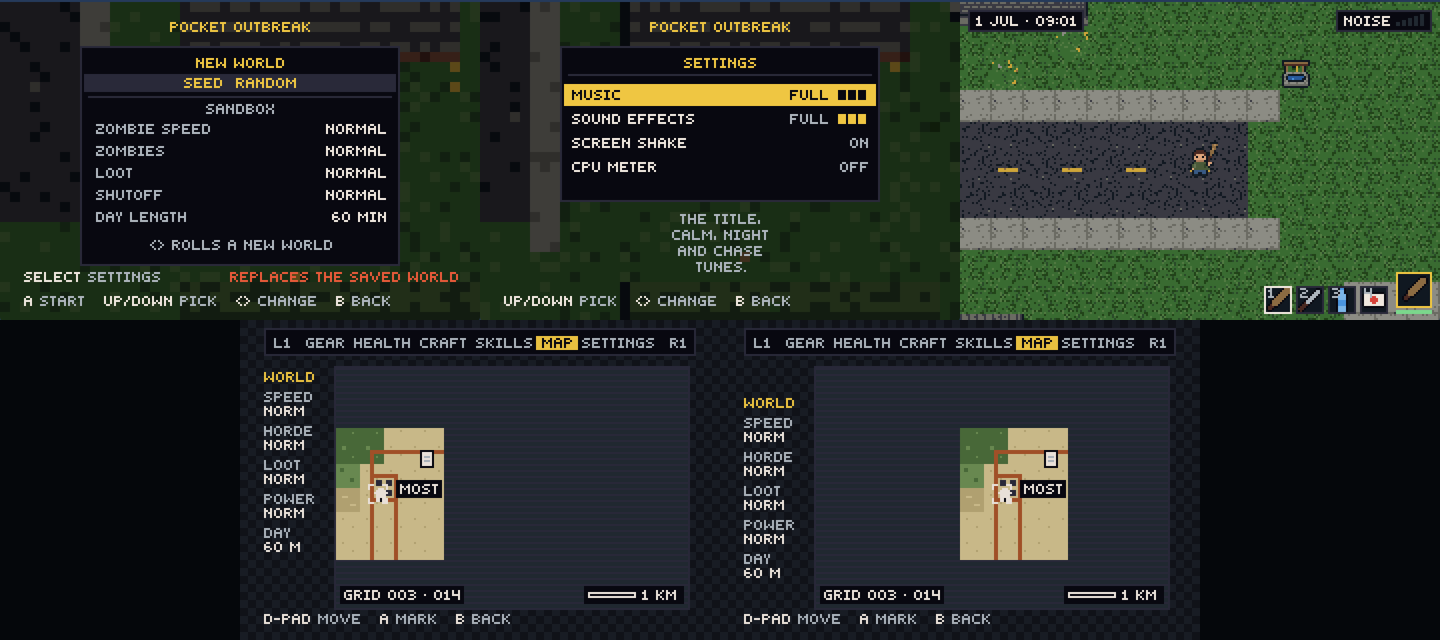 POCKET OUTBREAK
NEW WORLD
SEED RANDOM
SANDBOX
ZOMBIE SPEED NORMAL
ZOMBIES NORMAL
LOOT NORMAL
SHUTOFF NORMAL
DAY LENGTH 60 MIN
<> ROLLS A NEW WORLD
SELECT SETTINGS REPLACES THE SAVED WORLD
A START UP/DOWN PICK <> CHANGE B BACK
POCKET OUTBREAK
SETTINGS
MUSIC FULL
SOUND EFFECTS FULL
SCREEN SHAKE ON
CPU METER OFF
THE TITLE,
CALM, NIGHT
AND CHASE
TUNES.
UP/DOWN PICK <> CHANGE B BACK
1 JUL · 09:01 NOISE
1 2 3 4
L1 GEAR HEALTH CRAFT SKILLS MAP SETTINGS R1
WORLD
SPEED
NORM
HORDE
NORM
LOOT
NORM
POWER
NORM
DAY
60 M
MOST
GRID 003 · 014 1 KM
D-PAD MOVE A MARK B BACK
L1 GEAR HEALTH CRAFT SKILLS MAP SETTINGS R1
WORLD
SPEED
NORM
HORDE
NORM
LOOT
NORM
POWER
NORM
DAY
60 M
MOST
GRID 003 · 014 1 KM
D-PAD MOVE A MARK B BACK